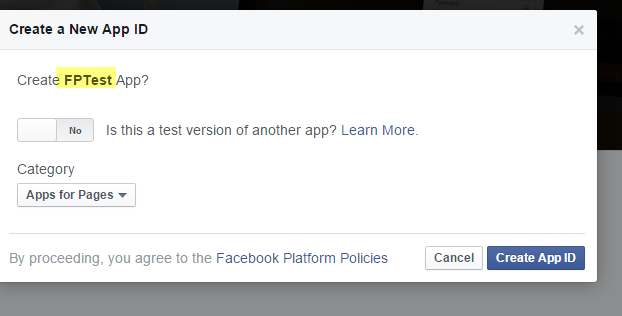 Create a New App ID
Create FPTest App?
No Is this a test version of another app? Learn More.
Category
Apps for Pages
By proceeding, you agree to the Facebook Platform Policies Cancel Create App ID